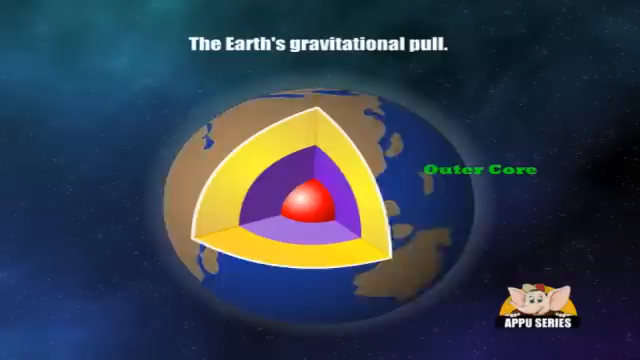 The Earth's gravitational pull.
Outer Core
APPU SERIES